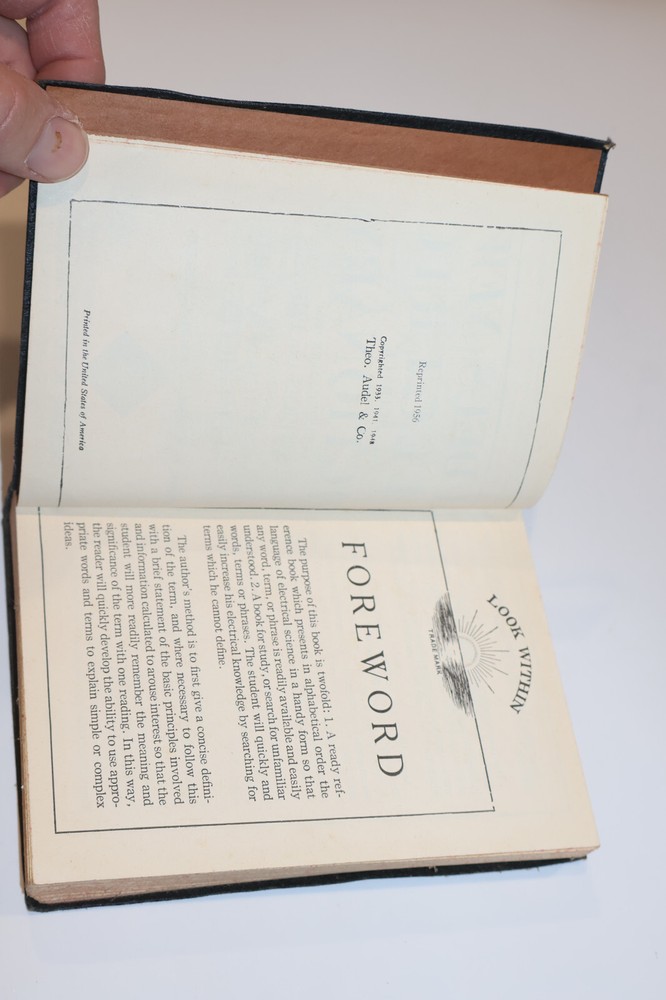 Reprinted 1956
Copyrighted 1933, 1941, 1948
Theo. Audel & Co.
Printed in the United States of America
LOOK WITHIN
TRADE MARK
FOREWORD
The purpose of this book is twofold: 1. A ready ref-
erence book which presents in alphabetical order the
language of electrical science in a handy form so that
any word, term, or phrase is readily available and easily
understood. 2. A book for study, or search for unfamiliar
words, terms or phrases. The student will quickly and
easily increase his electrical knowledge by searching for
terms which he cannot define.
The author's method is to first give a concise defini-
tion of the term, and where necessary to follow this
with a brief statement of the basic principles involved
and information calculated to arouse interest so that the
student will more readily remember the meaning and
significance of the term with one reading. In this way,
the reader will quickly develop the ability to use appro-
priate words and terms to explain simple or complex
ideas.